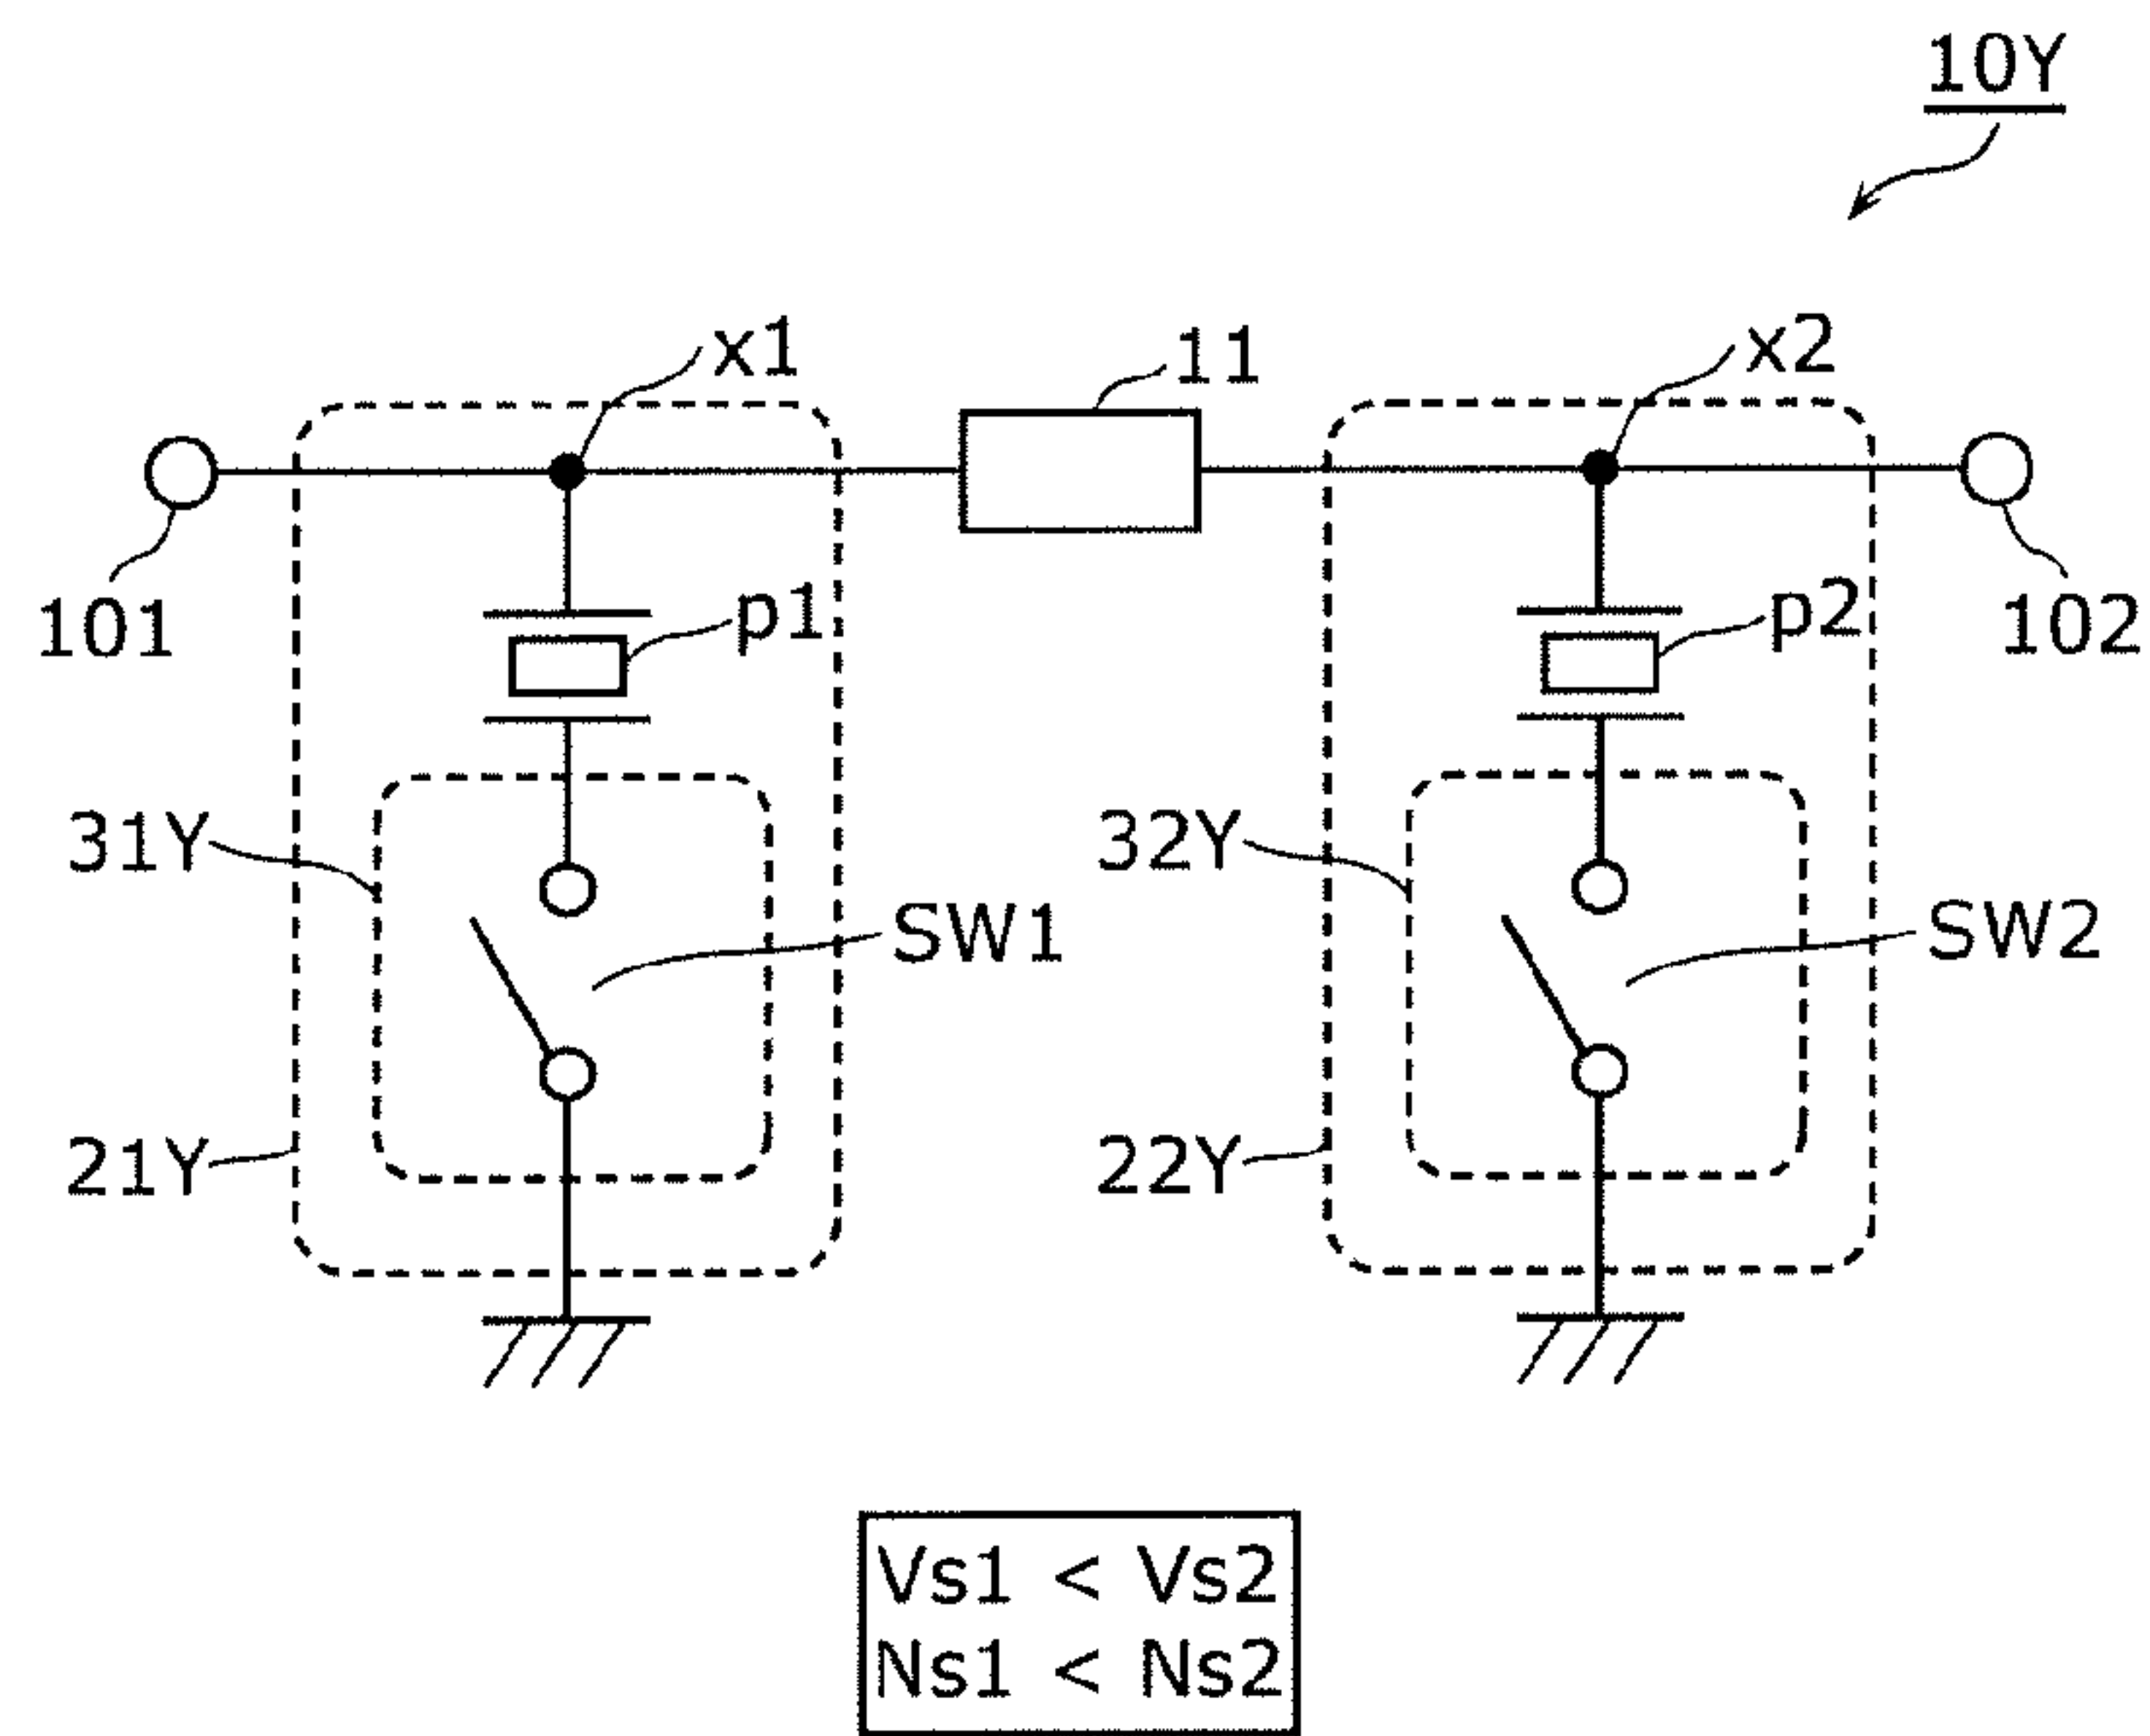 10Y
x1
11
x2
101
p1
p2
102
31Y
32Y
SW1
SW2
21Y
22Y
Vs1 < Vs2
Ns1 < Ns2